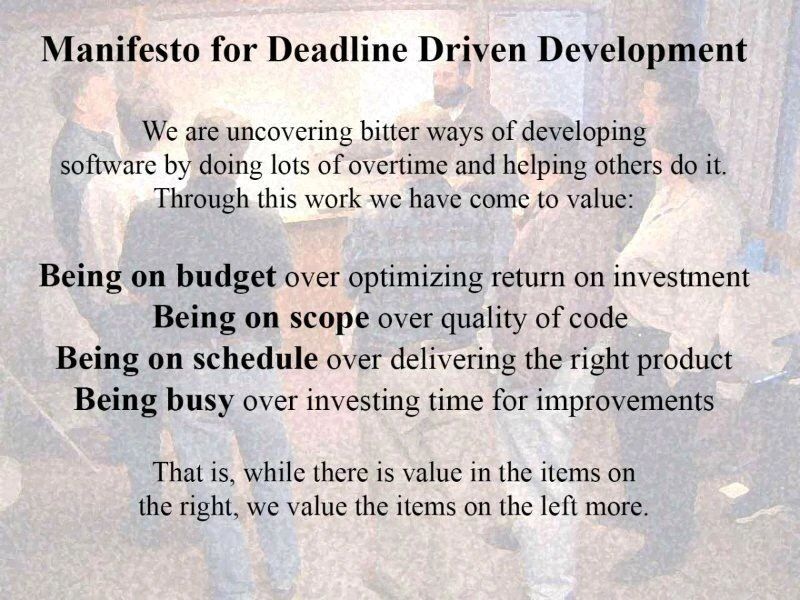 Manifesto for Deadline Driven Development
We are uncovering bitter ways of developing
software by doing lots of overtime and helping others do it.
Through this work we have come to value:
Being on budget over optimizing return on investment
Being on scope over quality of code
Being on schedule over delivering the right product
Being busy over investing time for improvements
That is, while there is value in the items on
the right, we value the items on the left more.